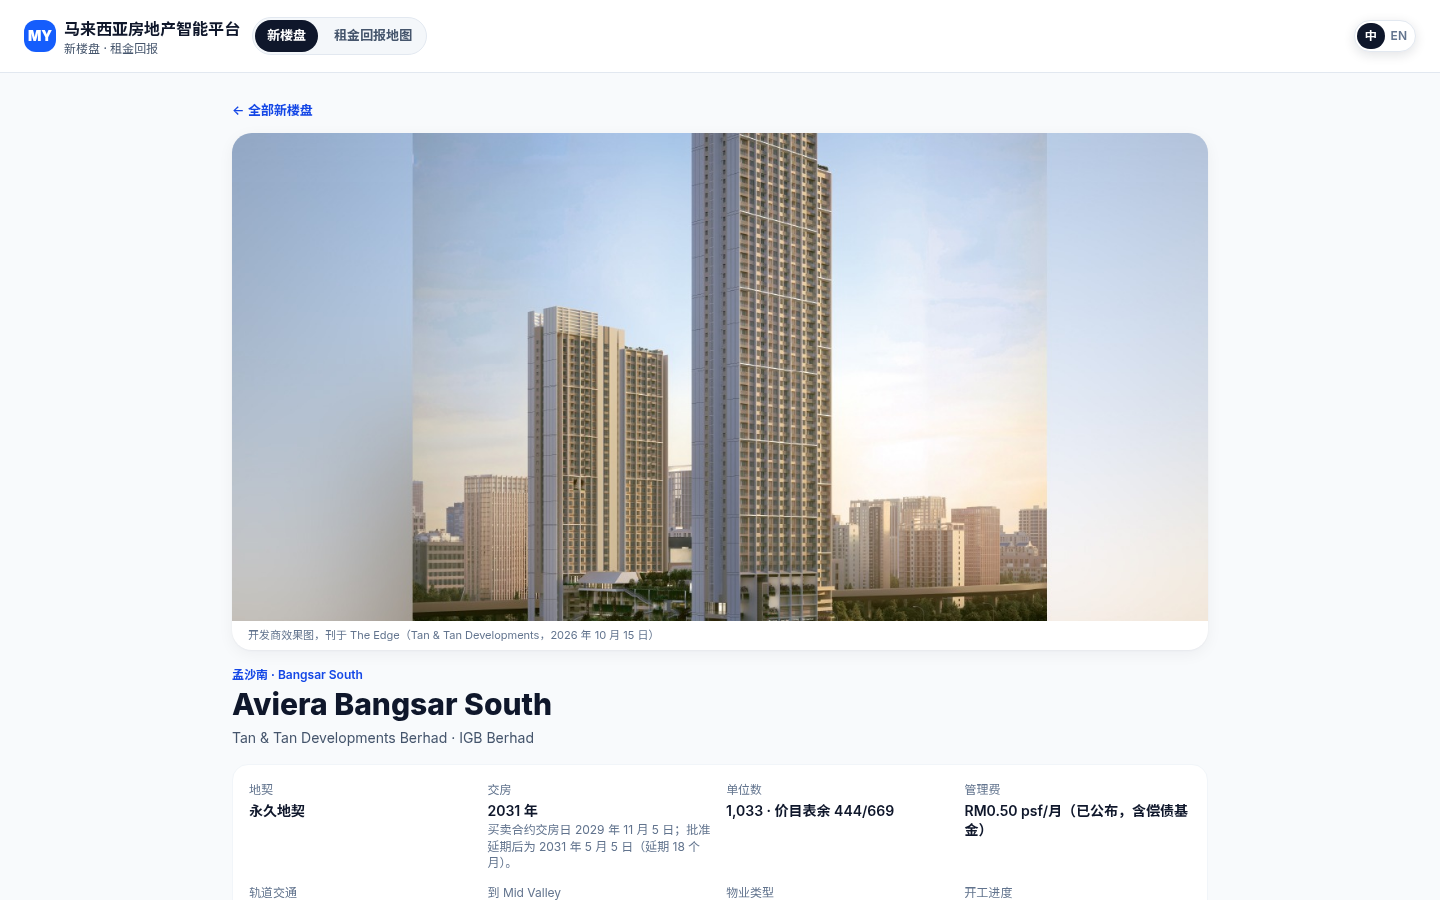 MY
马来西亚房地产智能平台
新楼盘 · 租金回报
新楼盘
租金回报地图
中
EN
← 全部新楼盘
开发商效果图，刊于 The Edge（Tan & Tan Developments，2026 年 10 月 15 日）
孟沙南 · Bangsar South
Aviera Bangsar South
Tan & Tan Developments Berhad · IGB Berhad
地契
永久地契
交房
2031 年
买卖合约交房日 2029 年 11 月 5 日；批准
延期后为 2031 年 5 月 5 日（延期 18 个
月）。
单位数
1,033 · 价目表余 444/669
管理费
RM0.50 psf/月（已公布，含偿债基
金）
轨道交通
到 Mid Valley
物业类型
开工进度